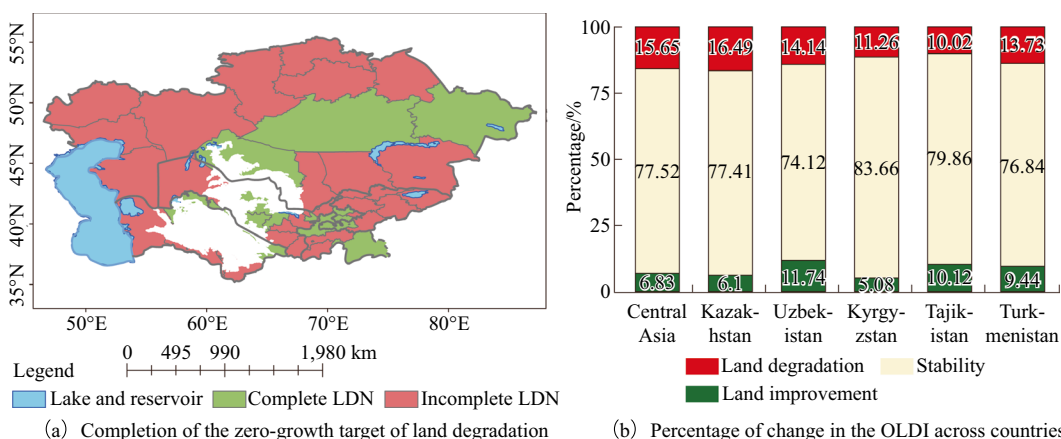 55°N
50°N
45°N
40°N
35°N
50°E 60°E 70°E 80°E
0 495 990 1,980 km
Legend
Lake and reservoir Complete LDN Incomplete LDN
(a) Completion of the zero-growth target of land degradation
Percentage/%
100
75
50
25
0
15.65 16.49 14.14 11.26 10.02 13.73
77.52 77.41 74.12 83.66 79.86 76.84
6.83 6.1 11.74 5.08 10.12 9.44
Central Kazak- Uzbek- Kyrgy- Tajik- Turk-
Asia hstan istan zstan istan menistan
Land degradation Stability
Land improvement
(b) Percentage of change in the OLDI across countries